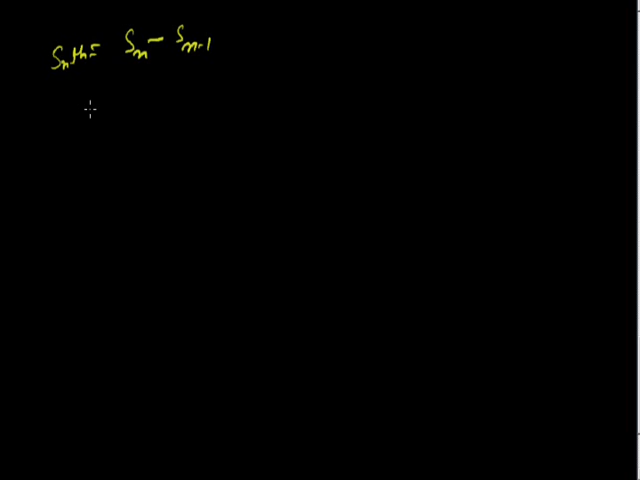 Sₙth = Sₙ − Sₙ₋₁